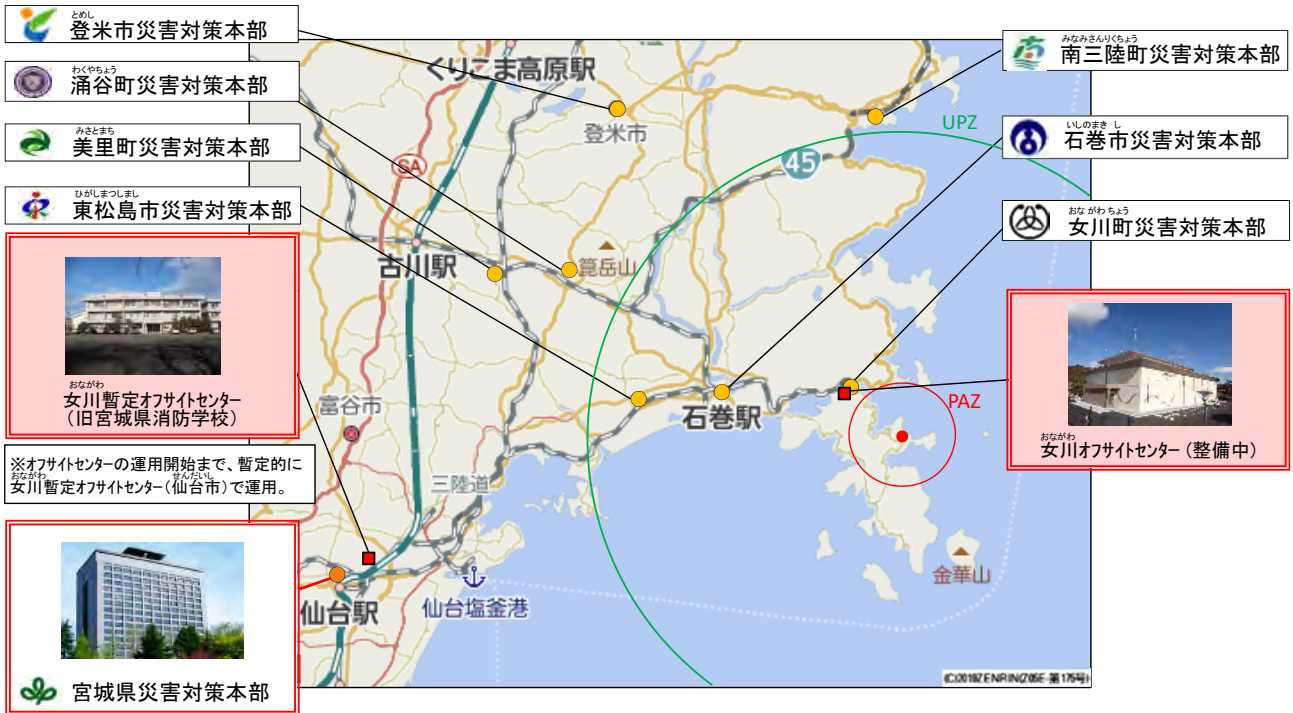 とめし
登米市災害対策本部
わくやちょう
涌谷町災害対策本部
みさとまち
美里町災害対策本部
ひがしまつしまし
東松島市災害対策本部
おながわ
女川暫定オフサイトセンター
（旧宮城県消防学校）
※オフサイトセンターの運用開始まで、暫定的に
おながわ せんだいし
女川暫定オフサイトセンター（仙台市）で運用。
宮城県災害対策本部
くりこま高原駅
登米市
UPZ
45
SA
古川駅
箟岳山
富谷市
石巻駅
PAZ
三陸道
金華山
仙台駅
仙台塩釜港
(C)2019ZENRIN(Z05E-第175号)
みなみさんりくちょう
南三陸町災害対策本部
いしのまき し
石巻市災害対策本部
おながわちょう
女川町災害対策本部
おながわ
女川オフサイトセンター（整備中）